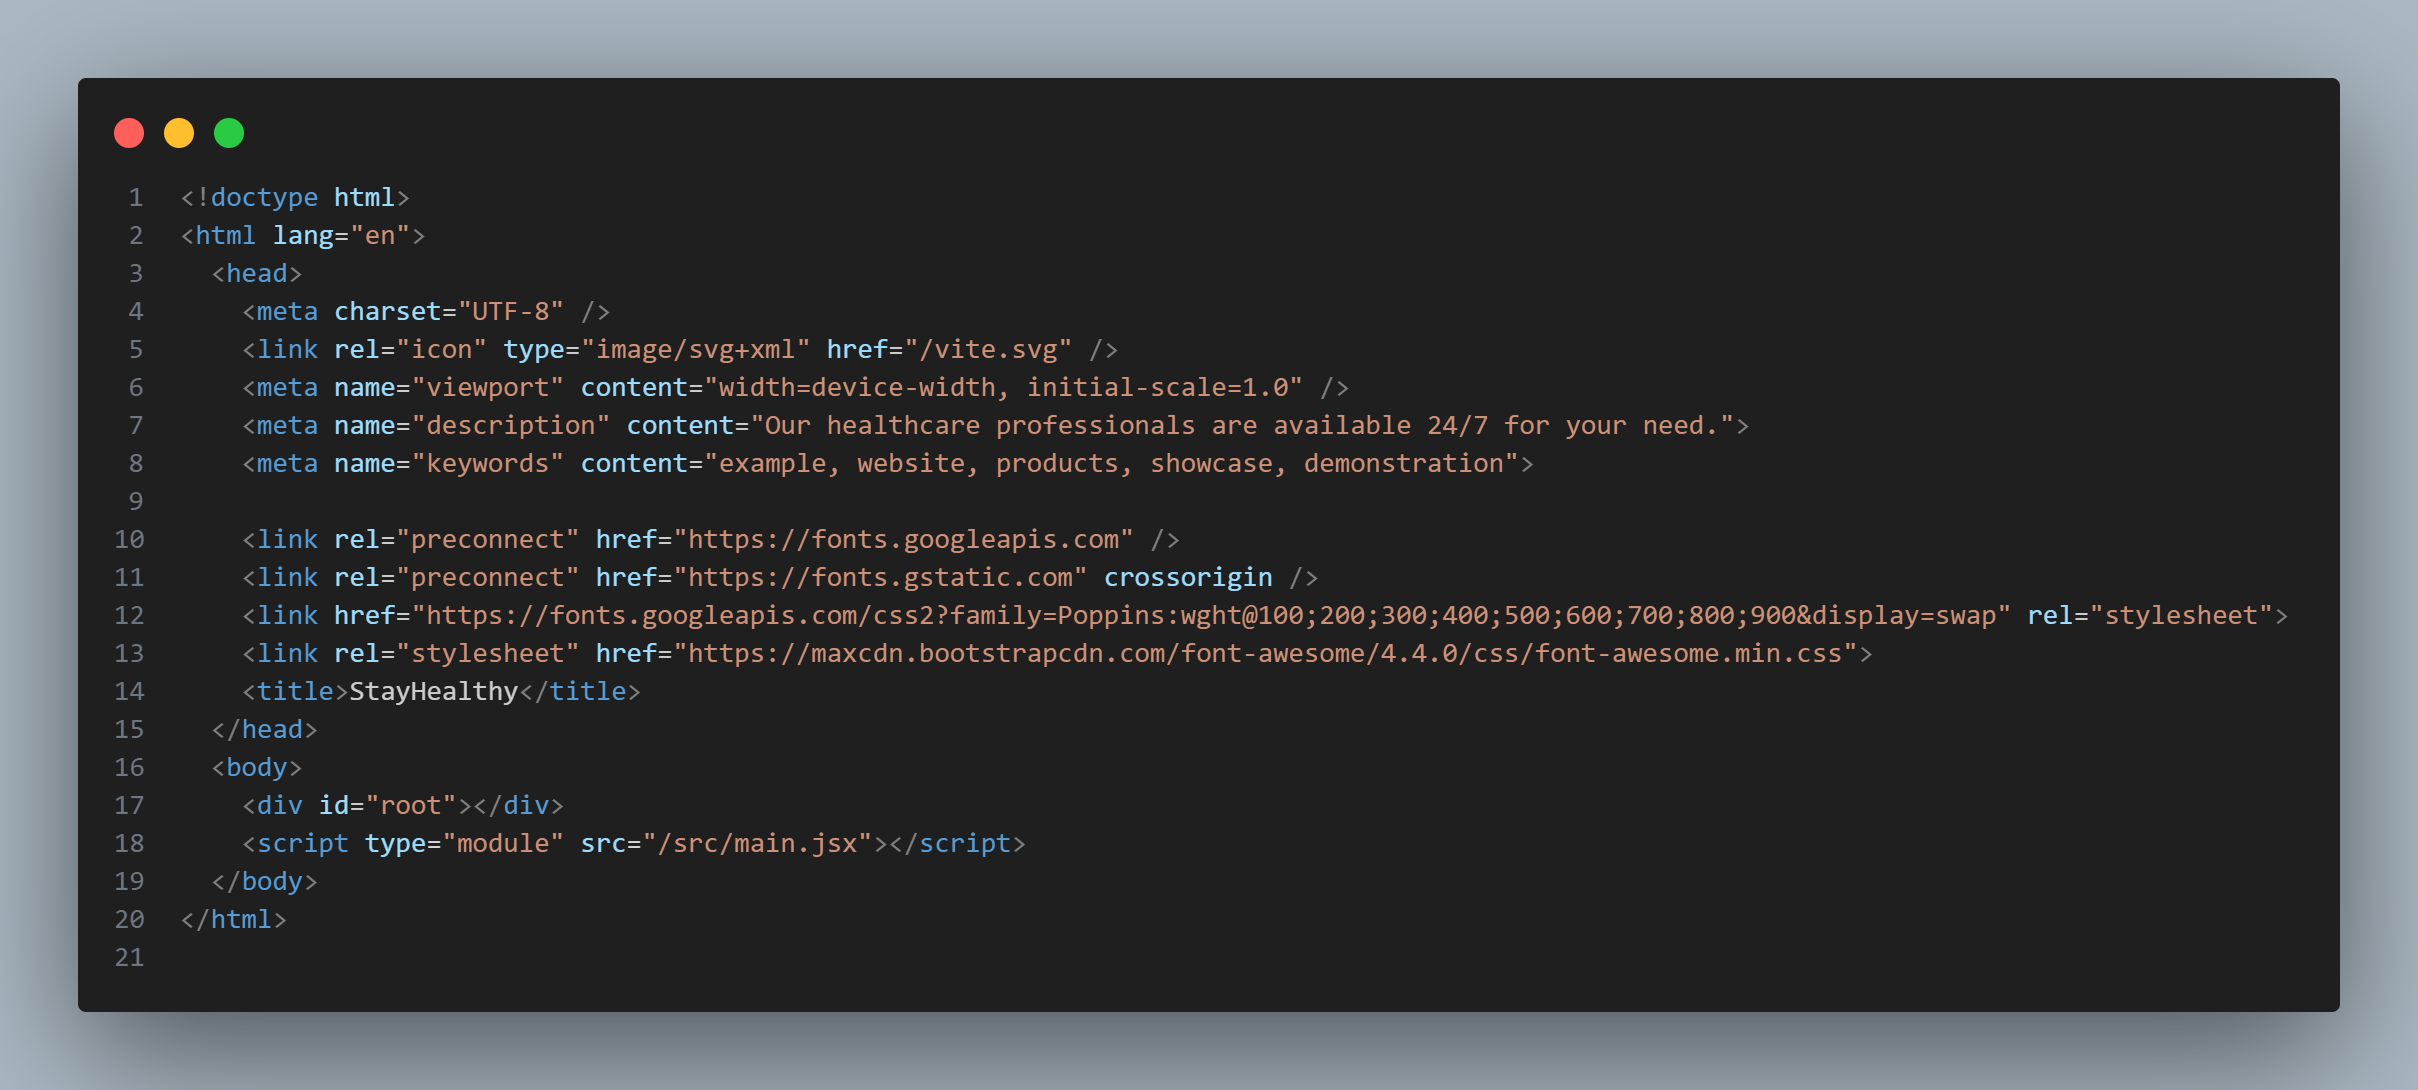 1 <!doctype html>
2 <html lang="en">
3 <head>
4 <meta charset="UTF-8" />
5 <link rel="icon" type="image/svg+xml" href="/vite.svg" />
6 <meta name="viewport" content="width=device-width, initial-scale=1.0" />
7 <meta name="description" content="Our healthcare professionals are available 24/7 for your need.">
8 <meta name="keywords" content="example, website, products, showcase, demonstration">
9
10 <link rel="preconnect" href="https://fonts.googleapis.com" />
11 <link rel="preconnect" href="https://fonts.gstatic.com" crossorigin />
12 <link href="https://fonts.googleapis.com/css2?family=Poppins:wght@100;200;300;400;500;600;700;800;900&display=swap" rel="stylesheet">
13 <link rel="stylesheet" href="https://maxcdn.bootstrapcdn.com/font-awesome/4.4.0/css/font-awesome.min.css">
14 <title>StayHealthy</title>
15 </head>
16 <body>
17 <div id="root"></div>
18 <script type="module" src="/src/main.jsx"></script>
19 </body>
20 </html>
21